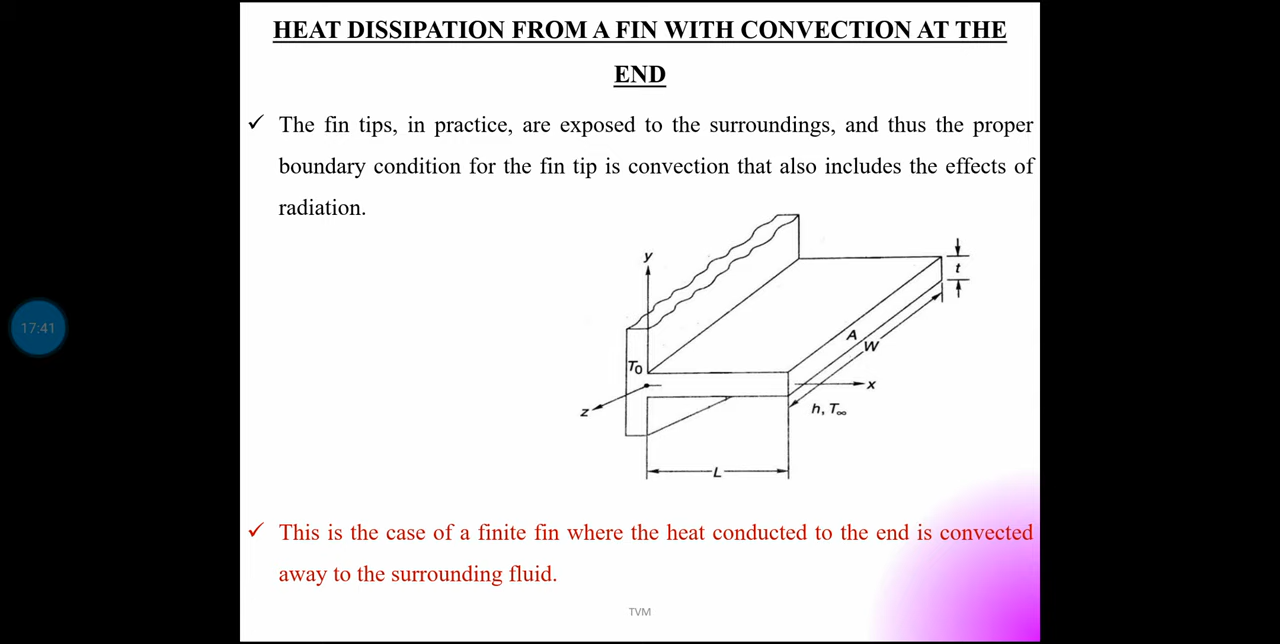 HEAT DISSIPATION FROM A FIN WITH CONVECTION AT THE
END
✓ The fin tips, in practice, are exposed to the surroundings, and thus the proper
boundary condition for the fin tip is convection that also includes the effects of
radiation.
y
t
A
W
T₀
x
z
h, T∞
L
17:41
✓ This is the case of a finite fin where the heat conducted to the end is convected
away to the surrounding fluid.
TVM